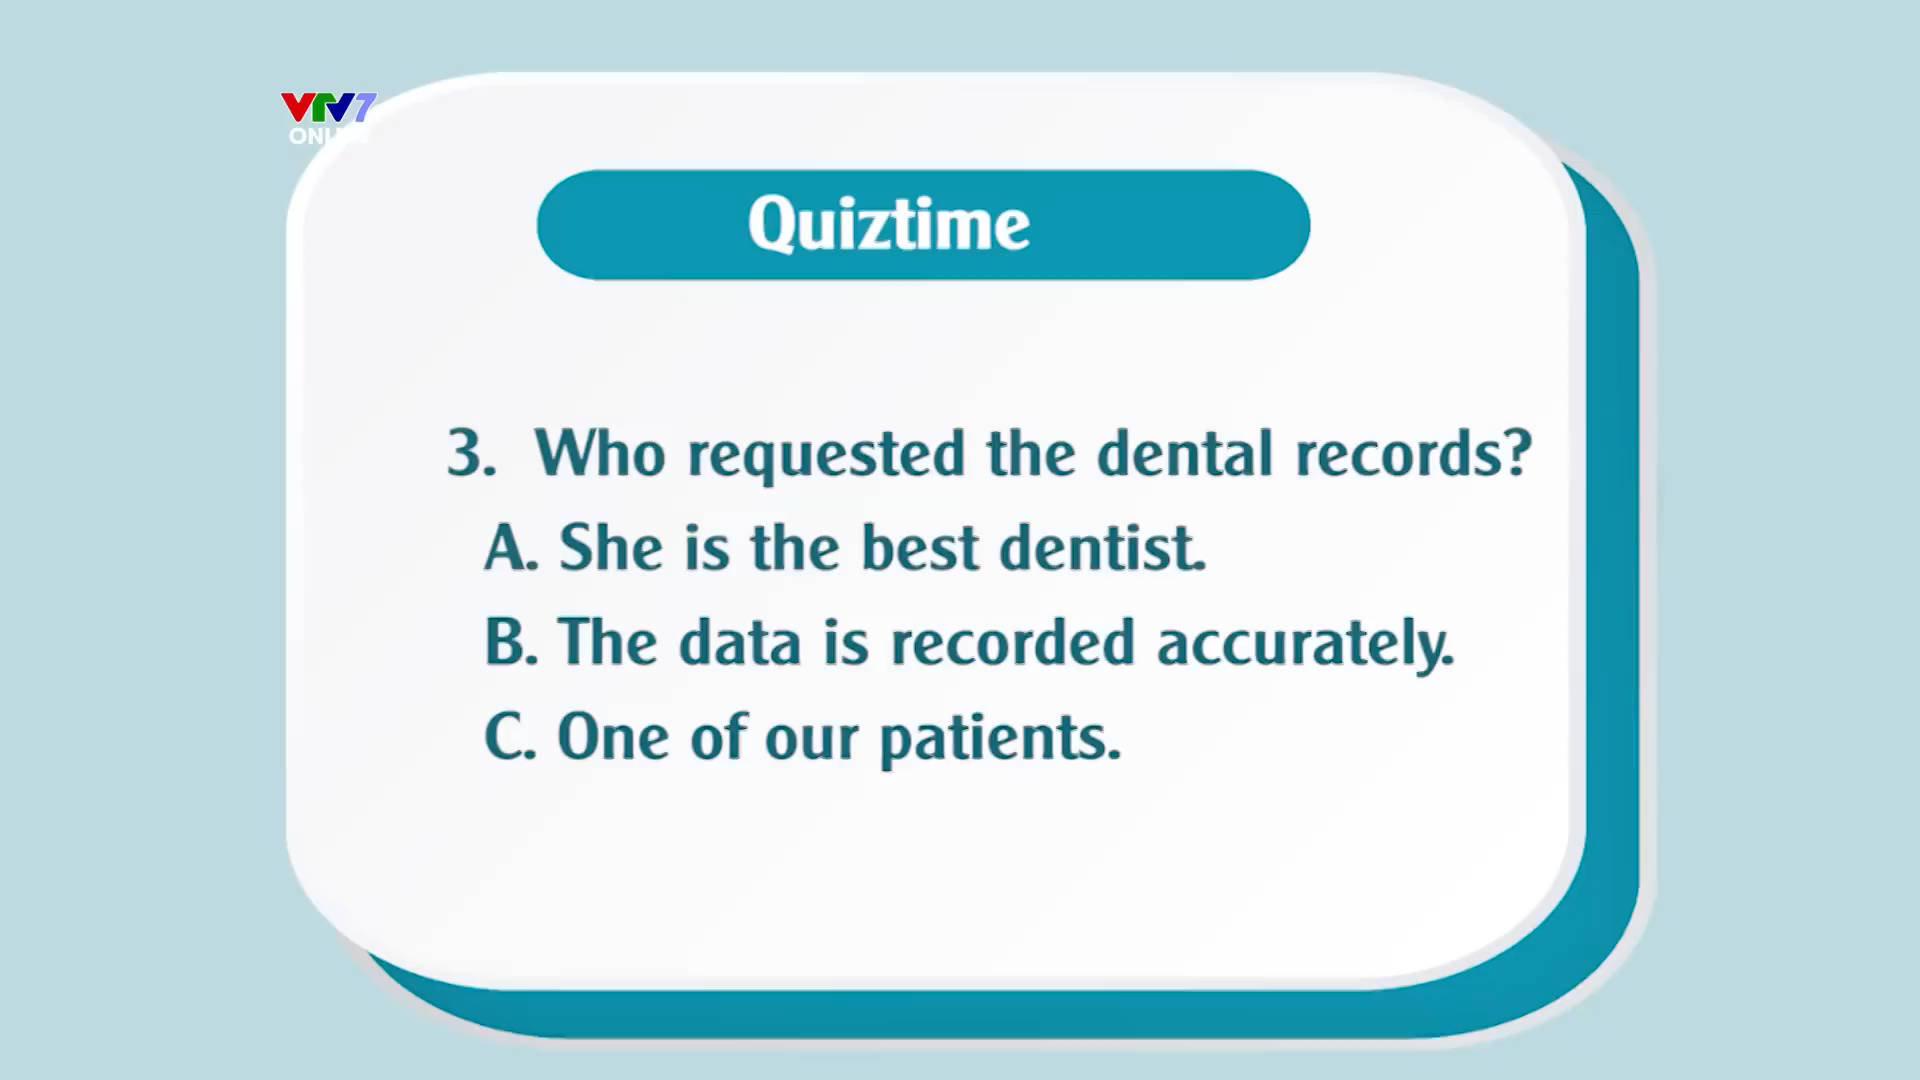 VTV7
ONLINE
Quiztime
3. Who requested the dental records?
A. She is the best dentist.
B. The data is recorded accurately.
C. One of our patients.